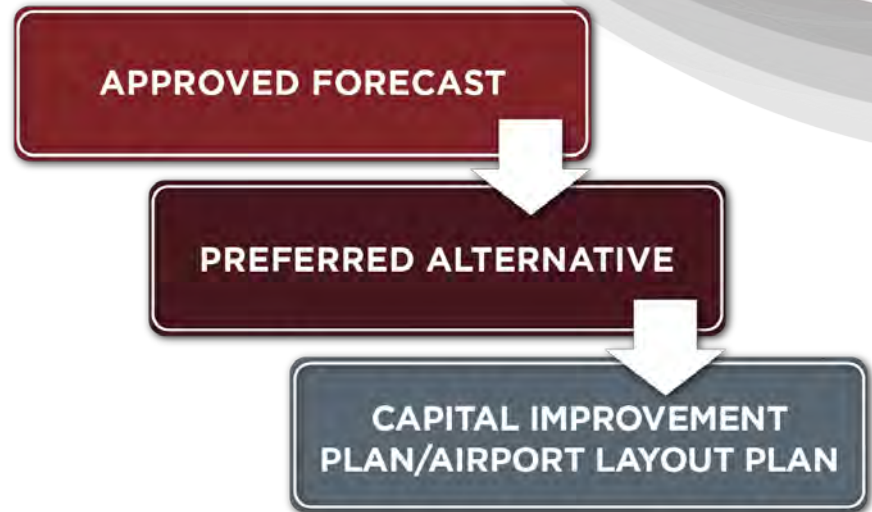 APPROVED FORECAST
PREFERRED ALTERNATIVE
CAPITAL IMPROVEMENT
PLAN/AIRPORT LAYOUT PLAN